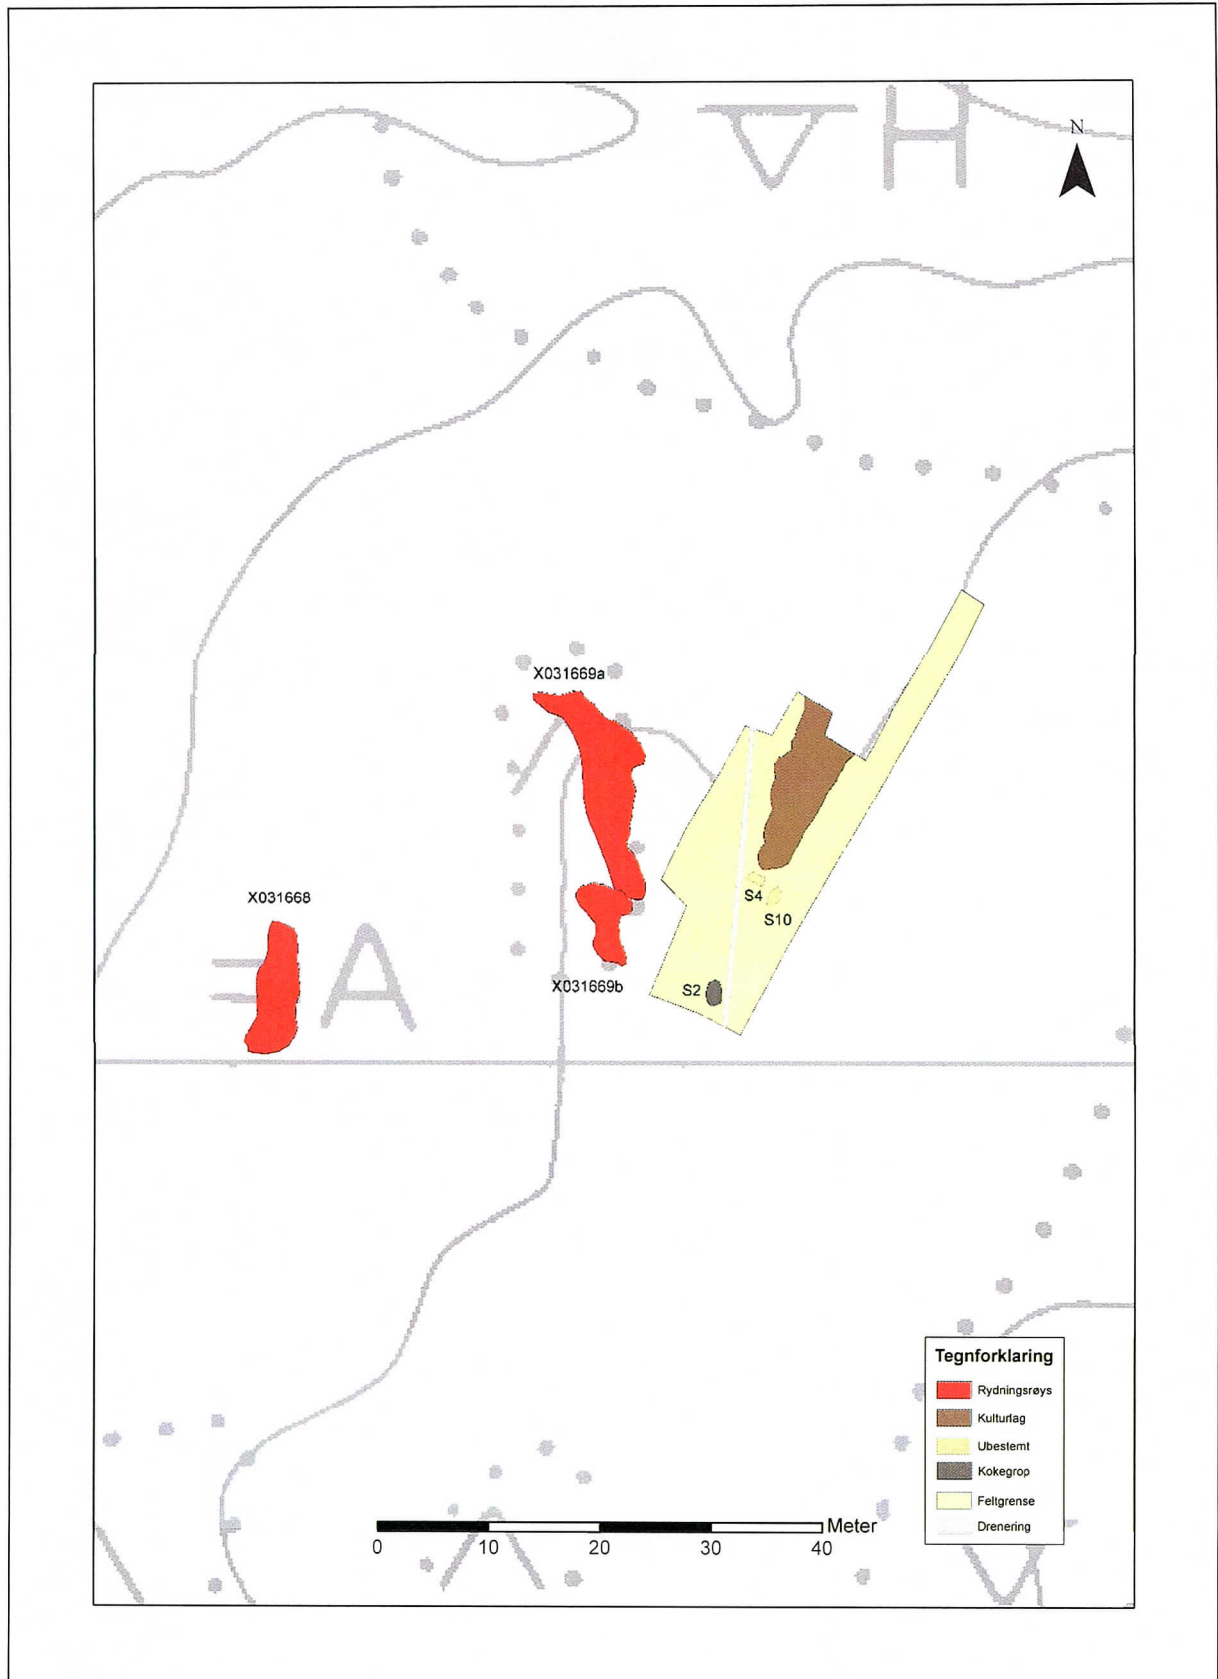 N
X031669a
X031668
S4
S10
X031669b
S2
Tegnforklaring
Rydningsrøys
Kulturlag
Ubestemt
Kokegrop
Feltgrense
Drenering
Meter
0 10 20 30 40